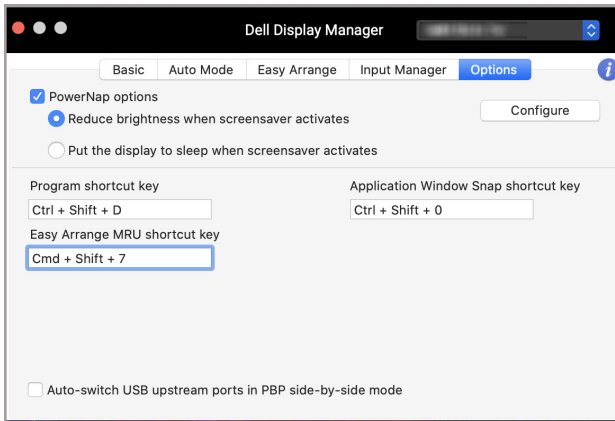 Dell Display Manager
Basic Auto Mode Easy Arrange Input Manager Options i
PowerNap options
Configure
Reduce brightness when screensaver activates
Put the display to sleep when screensaver activates
Program shortcut key Application Window Snap shortcut key
Ctrl + Shift + D Ctrl + Shift + 0
Easy Arrange MRU shortcut key
Cmd + Shift + 7
Auto-switch USB upstream ports in PBP side-by-side mode